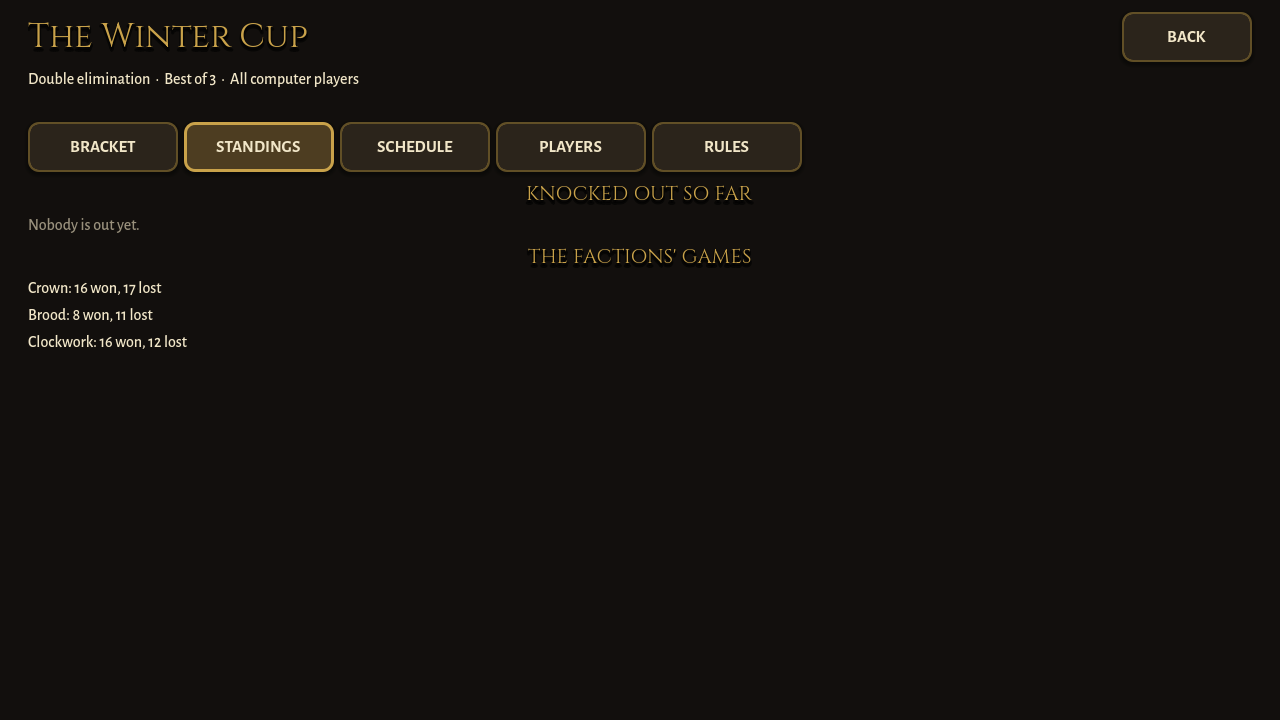 The Winter Cup
BACK
Double elimination · Best of 3 · All computer players
BRACKET
STANDINGS
SCHEDULE
PLAYERS
RULES
KNOCKED OUT SO FAR
Nobody is out yet.
THE FACTIONS' GAMES
Crown: 16 won, 17 lost
Brood: 8 won, 11 lost
Clockwork: 16 won, 12 lost